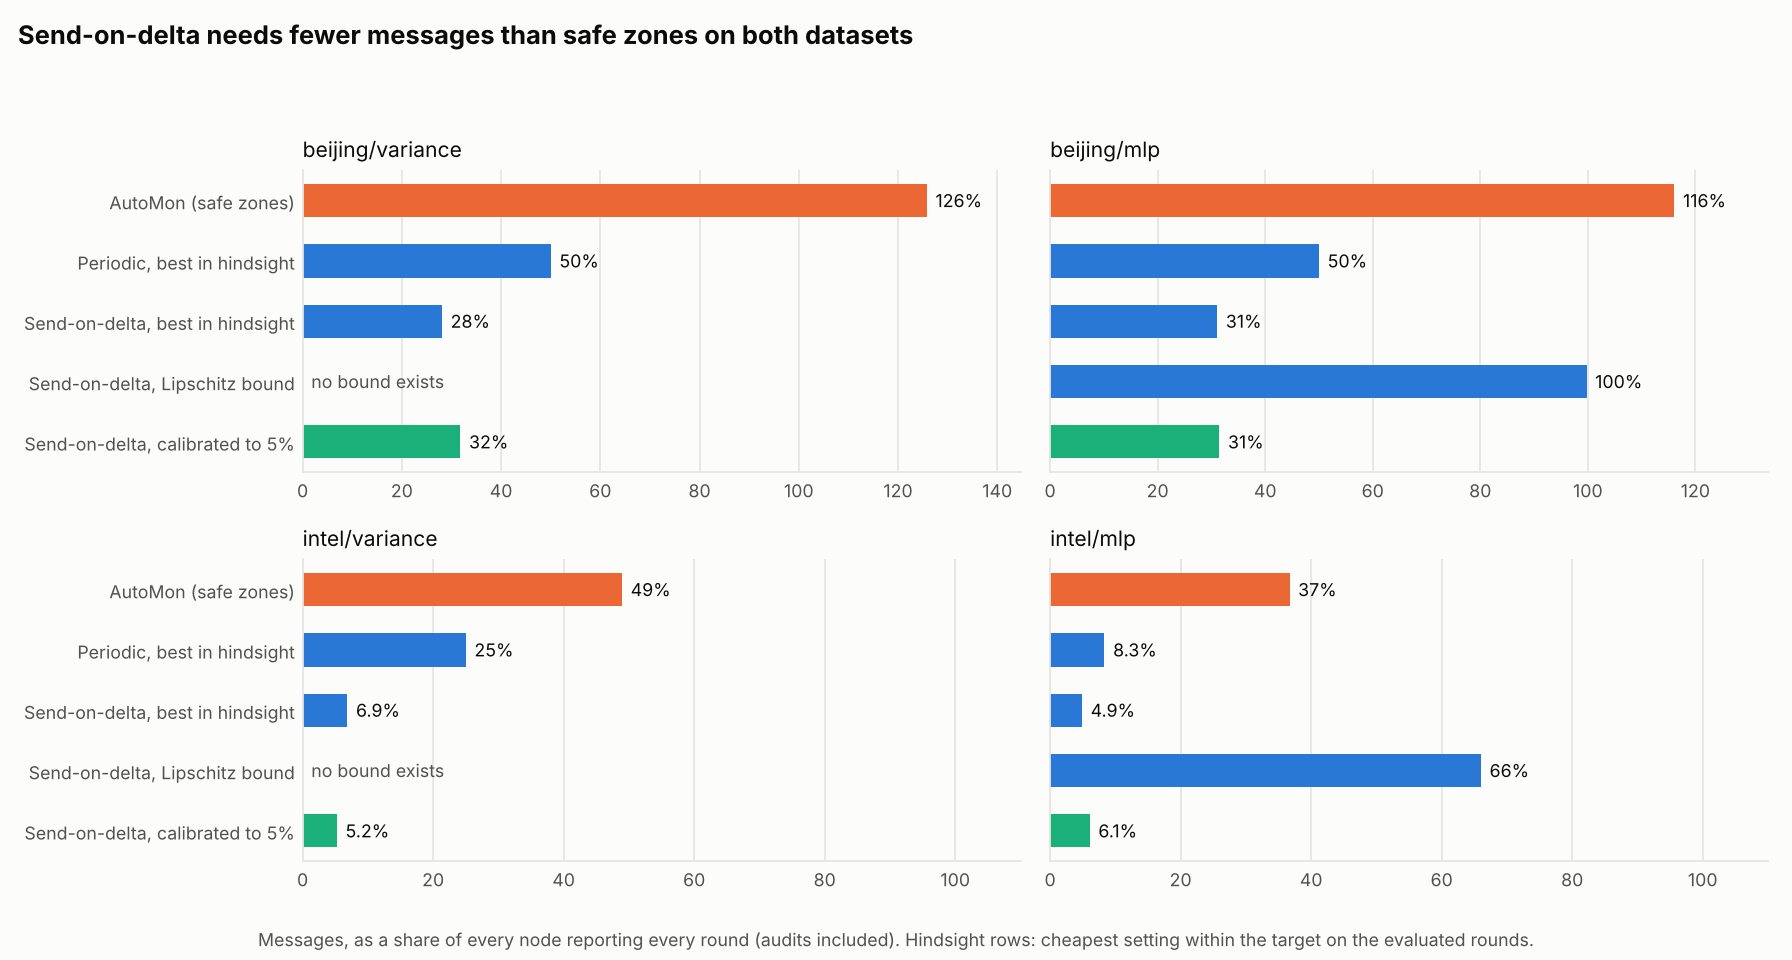 Send-on-delta needs fewer messages than safe zones on both datasets
beijing/variance
AutoMon (safe zones) 126%
Periodic, best in hindsight 50%
Send-on-delta, best in hindsight 28%
Send-on-delta, Lipschitz bound no bound exists
Send-on-delta, calibrated to 5% 32%
0 20 40 60 80 100 120 140
beijing/mlp
116%
50%
31%
100%
31%
0 20 40 60 80 100 120
intel/variance
AutoMon (safe zones) 49%
Periodic, best in hindsight 25%
Send-on-delta, best in hindsight 6.9%
Send-on-delta, Lipschitz bound no bound exists
Send-on-delta, calibrated to 5% 5.2%
0 20 40 60 80 100
intel/mlp
37%
8.3%
4.9%
66%
6.1%
0 20 40 60 80 100
Messages, as a share of every node reporting every round (audits included). Hindsight rows: cheapest setting within the target on the evaluated rounds.